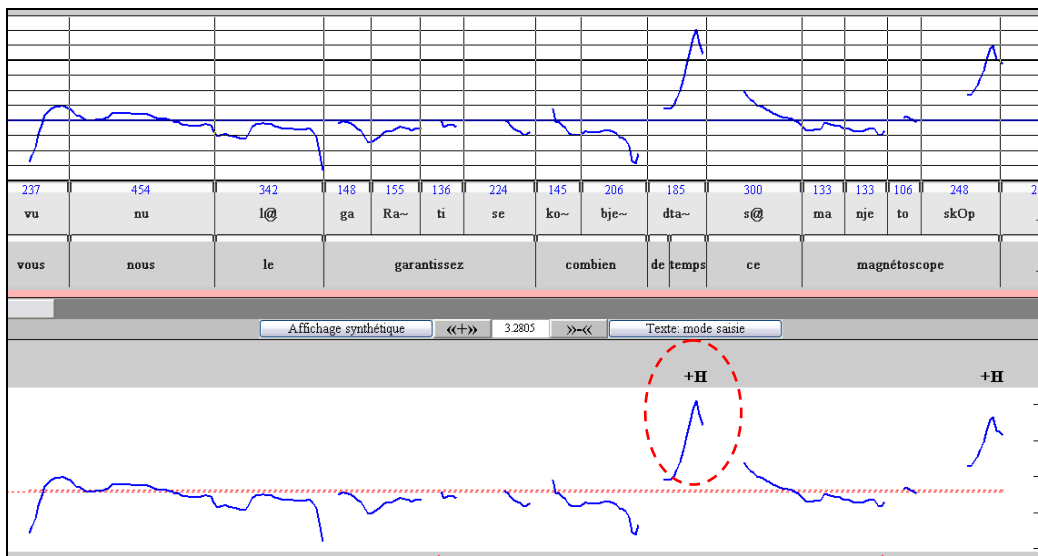 237 454 342 148 155 136 224 145 206 185 300 133 133 106 248 2
vu nu l@ ga Ra~ ti se ko~ bje~ dta~ s@ ma nje to skOp _
vous nous le garantissez combien de temps ce magnétoscope _
Affichage synthétique «+» 3.2805 »-« Texte: mode saisie
+H +H